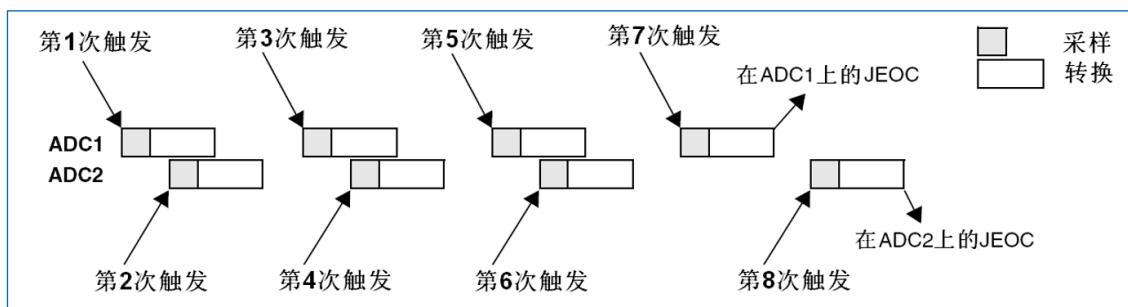 第1次触发
第3次触发
第5次触发
第7次触发
采样
转换
在ADC1上的JEOC
ADC1
ADC2
在ADC2上的JEOC
第2次触发
第4次触发
第6次触发
第8次触发